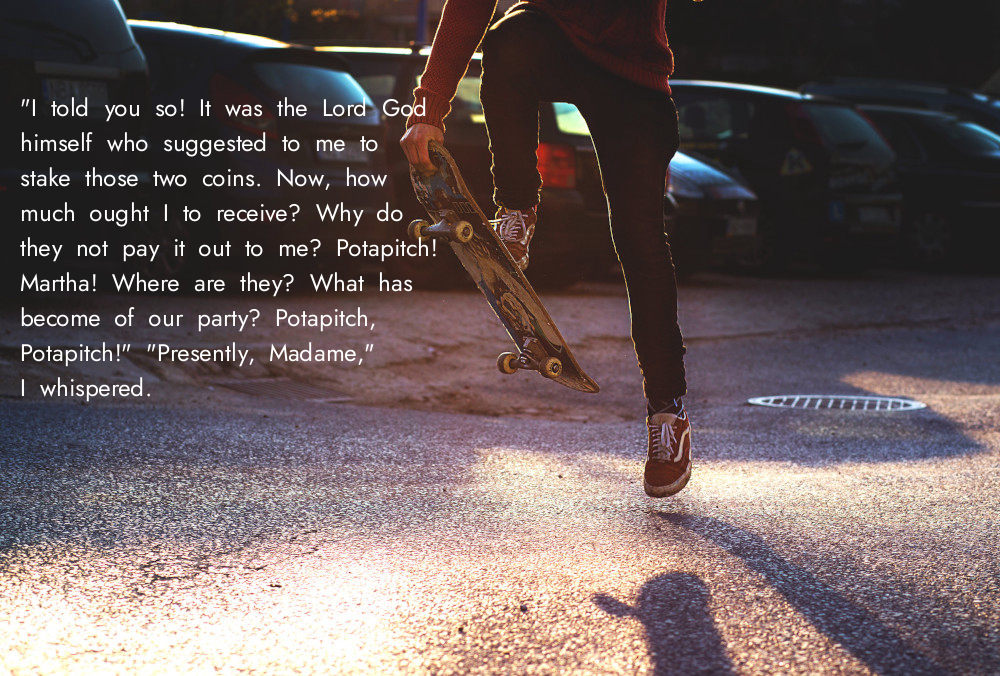 "I told you so! It was the Lord God
himself who suggested to me to
stake those two coins. Now, how
much ought I to receive? Why do
they not pay it out to me? Potapitch!
Martha! Where are they? What has
become of our party? Potapitch,
Potapitch!" "Presently, Madame,"
I whispered.